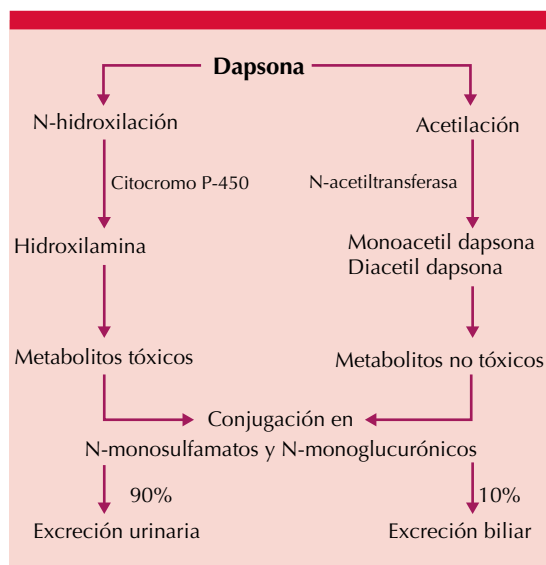 Dapsona
N-hidroxilación
Acetilación
Citocromo P-450
N-acetiltransferasa
Hidroxilamina
Monoacetil dapsona
Diacetil dapsona
Metabolitos tóxicos
Metabolitos no tóxicos
Conjugación en
N-monosulfamatos y N-monoglucurónicos
90%
10%
Excreción urinaria
Excreción biliar